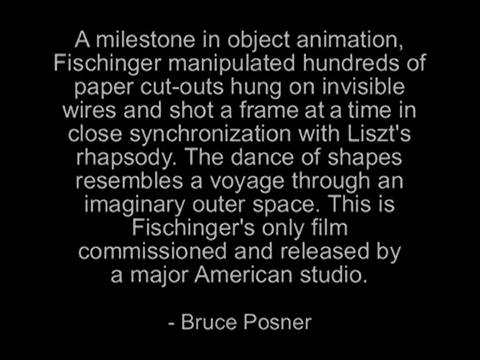 A milestone in object animation,
Fischinger manipulated hundreds of
paper cut-outs hung on invisible
wires and shot a frame at a time in
close synchronization with Liszt's
rhapsody. The dance of shapes
resembles a voyage through an
imaginary outer space. This is
Fischinger's only film
commissioned and released by
a major American studio.
- Bruce Posner